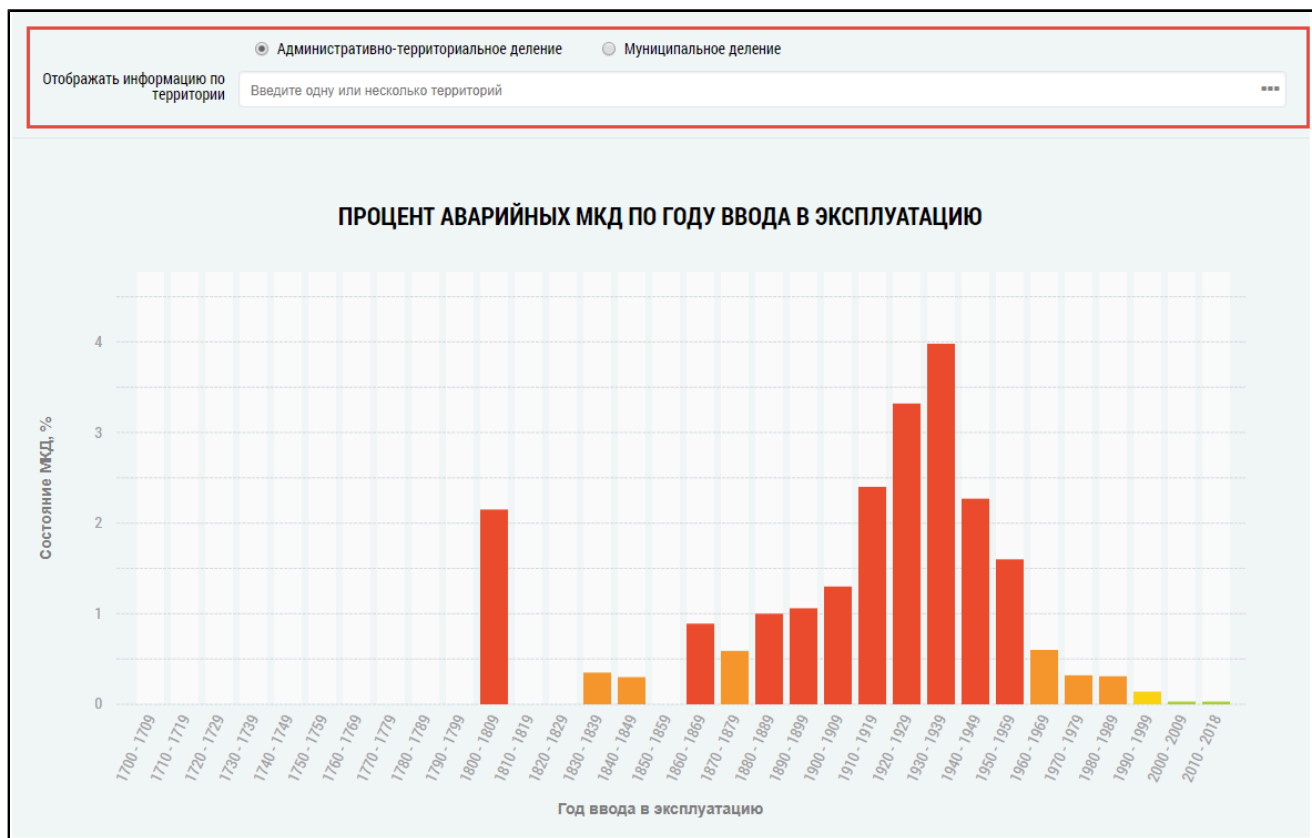 Административно-территориальное деление
Муниципальное деление
Отображать информацию по
территории
Введите одну или несколько территорий
ПРОЦЕНТ АВАРИЙНЫХ МКД ПО ГОДУ ВВОДА В ЭКСПЛУАТАЦИЮ
Состояние МКД, %
4
3
2
1
0
1700 - 1709
1710 - 1719
1720 - 1729
1730 - 1739
1740 - 1749
1750 - 1759
1760 - 1769
1770 - 1779
1780 - 1789
1790 - 1799
1800 - 1809
1810 - 1819
1820 - 1829
1830 - 1839
1840 - 1849
1850 - 1859
1860 - 1869
1870 - 1879
1880 - 1889
1890 - 1899
1900 - 1909
1910 - 1919
1920 - 1929
1930 - 1939
1940 - 1949
1950 - 1959
1960 - 1969
1970 - 1979
1980 - 1989
1990 - 1999
2000 - 2009
2010 - 2018
Год ввода в эксплуатацию